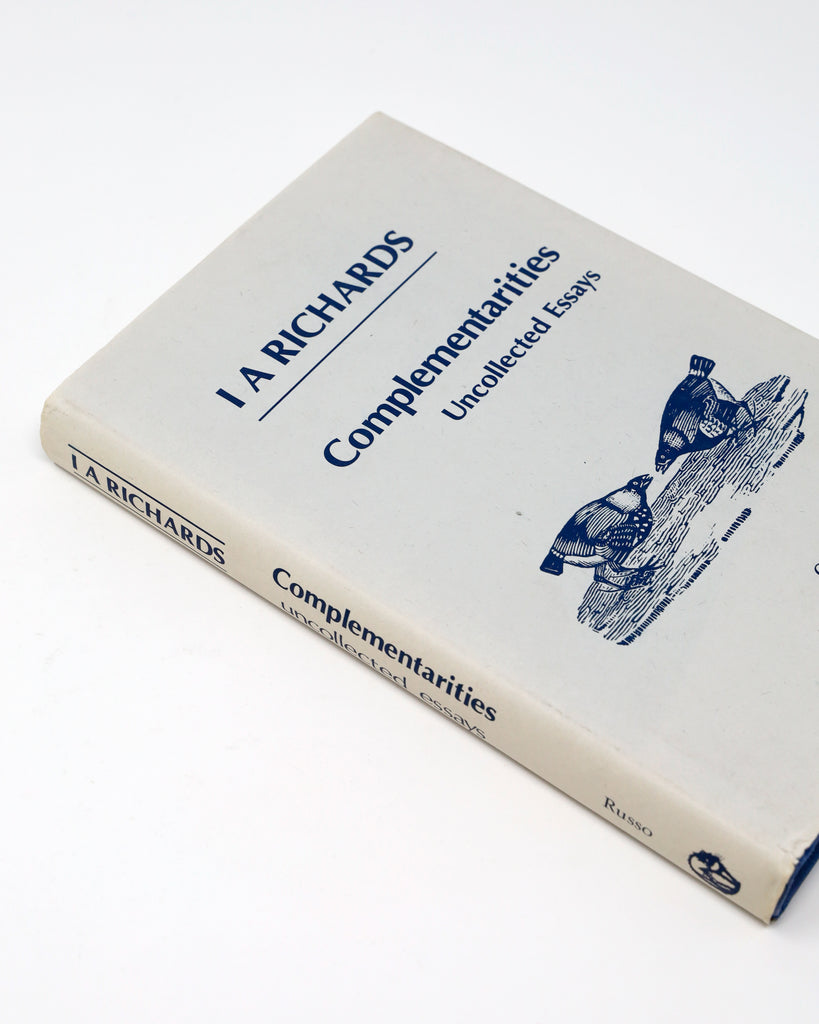 I A RICHARDS
Complementarities
Uncollected Essays
I A RICHARDS
Complementarities
uncollected essays
Russo